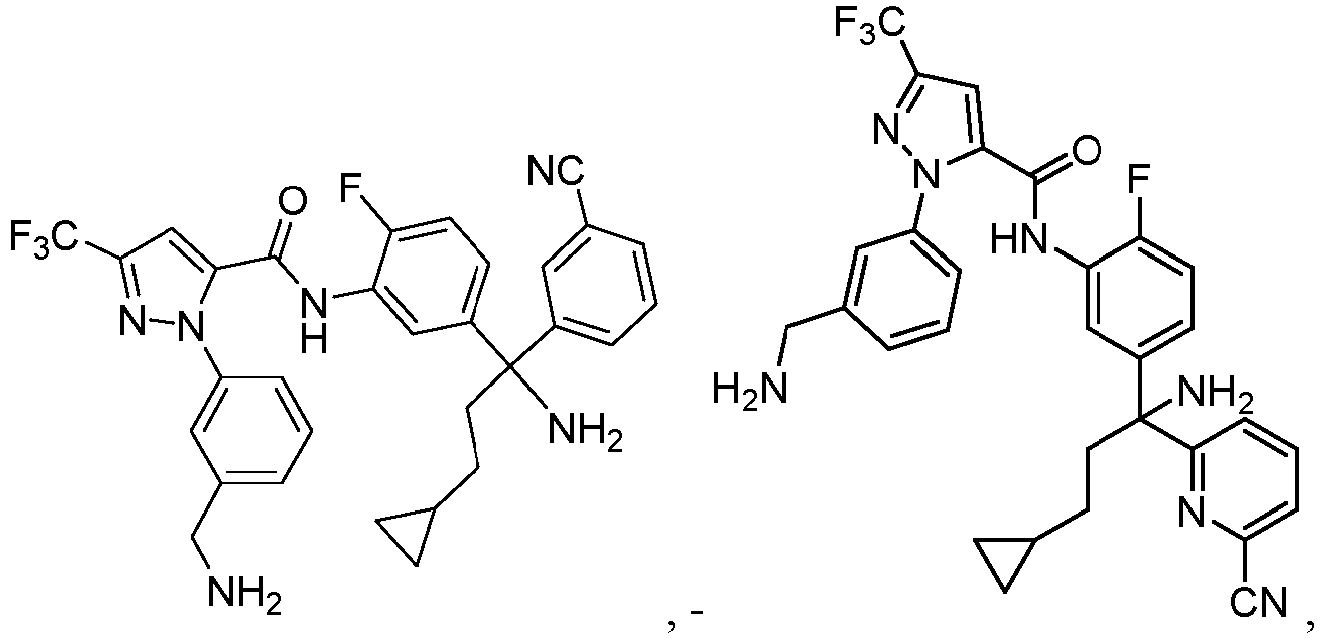 F₃C
N
N
O
N
H
F
NC
NH₂
NH₂
, -
F₃C
N
N
O
HN
F
H₂N
NH₂
N
CN
,